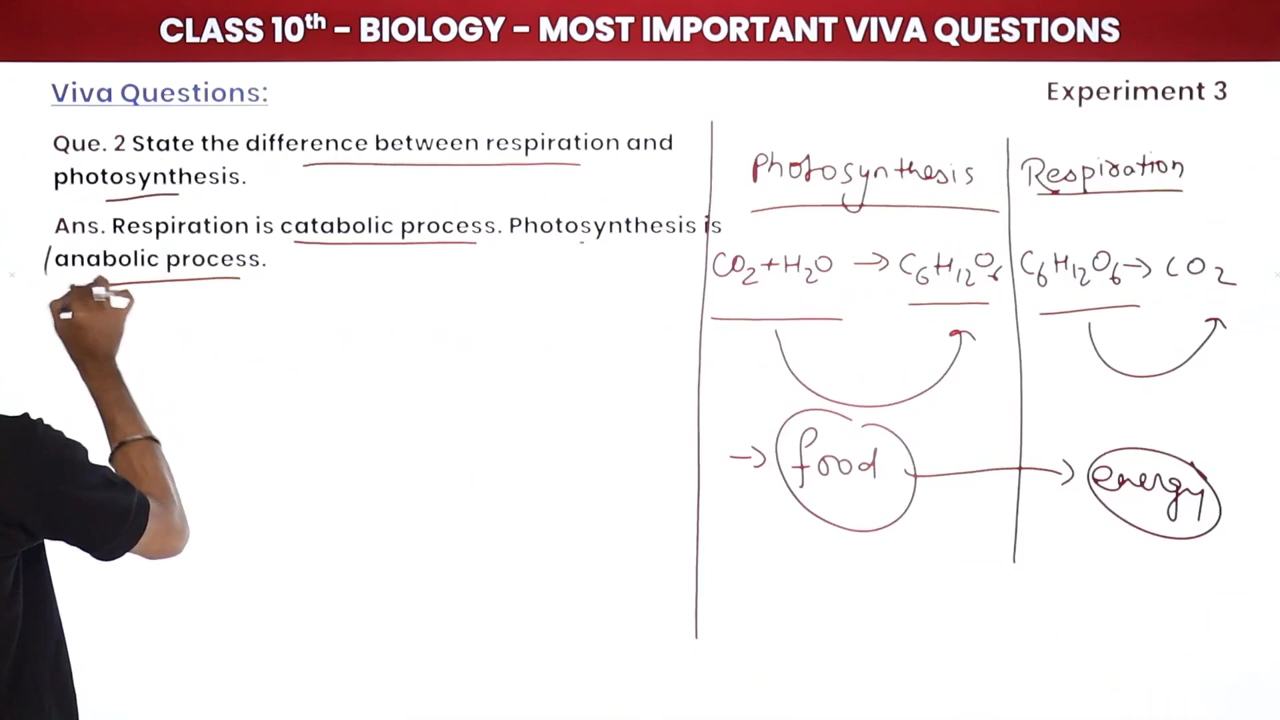 CLASS 10th - BIOLOGY - MOST IMPORTANT VIVA QUESTIONS
Viva Questions:
Experiment 3
Que. 2 State the difference between respiration and
photosynthesis.
Ans. Respiration is catabolic process. Photosynthesis is
anabolic process.
Photosynthesis
CO2+H2O → C6H12O6
→ food
Respiration
C6H12O6 → CO2
→ energy